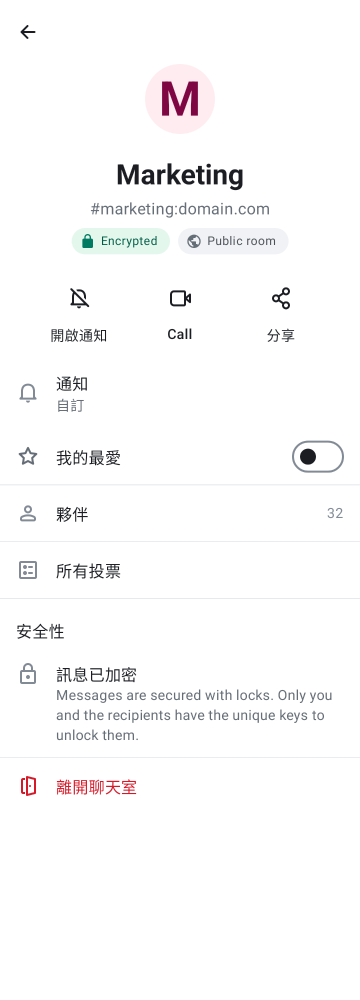 M
Marketing
#marketing:domain.com
Encrypted
Public room
開啟通知
Call
分享
通知
自訂
我的最愛
夥伴
32
所有投票
安全性
訊息已加密
Messages are secured with locks. Only you
and the recipients have the unique keys to
unlock them.
離開聊天室